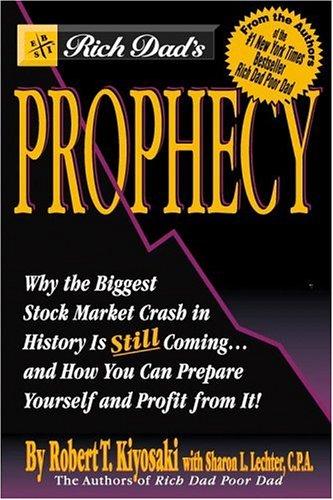 E B
S I
Rich Dad's
From the Authors
of the
#1 New York Times
Bestseller
Rich Dad Poor Dad
PROPHECY
Why the Biggest
Stock Market Crash in
History Is Still Coming...
and How You Can Prepare
Yourself and Profit from It!
By Robert T. Kiyosaki with Sharon L. Lechter, C.P.A.
The Authors of Rich Dad Poor Dad